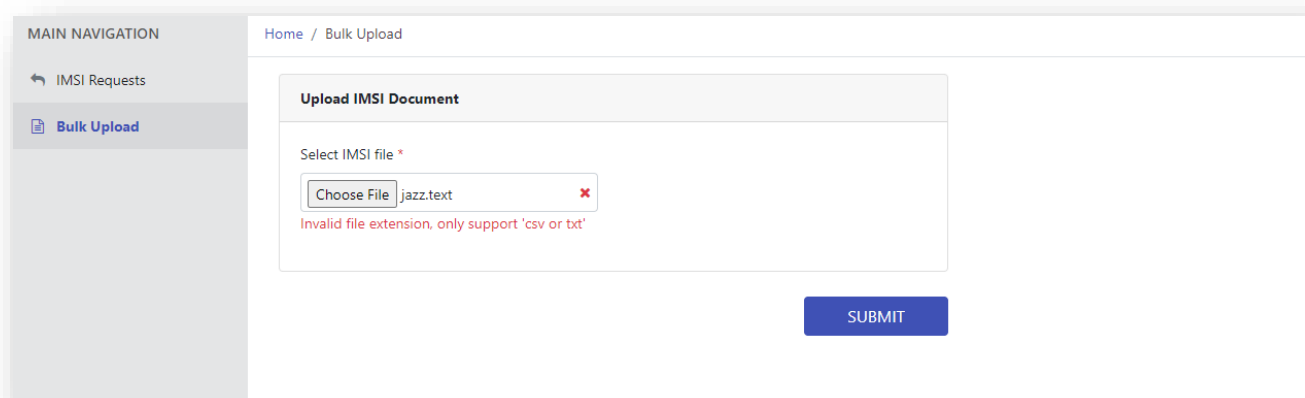 MAIN NAVIGATION
IMSI Requests
Bulk Upload
Home / Bulk Upload
Upload IMSI Document
Select IMSI file *
Choose File jazz.text
Invalid file extension, only support 'csv or txt'
SUBMIT